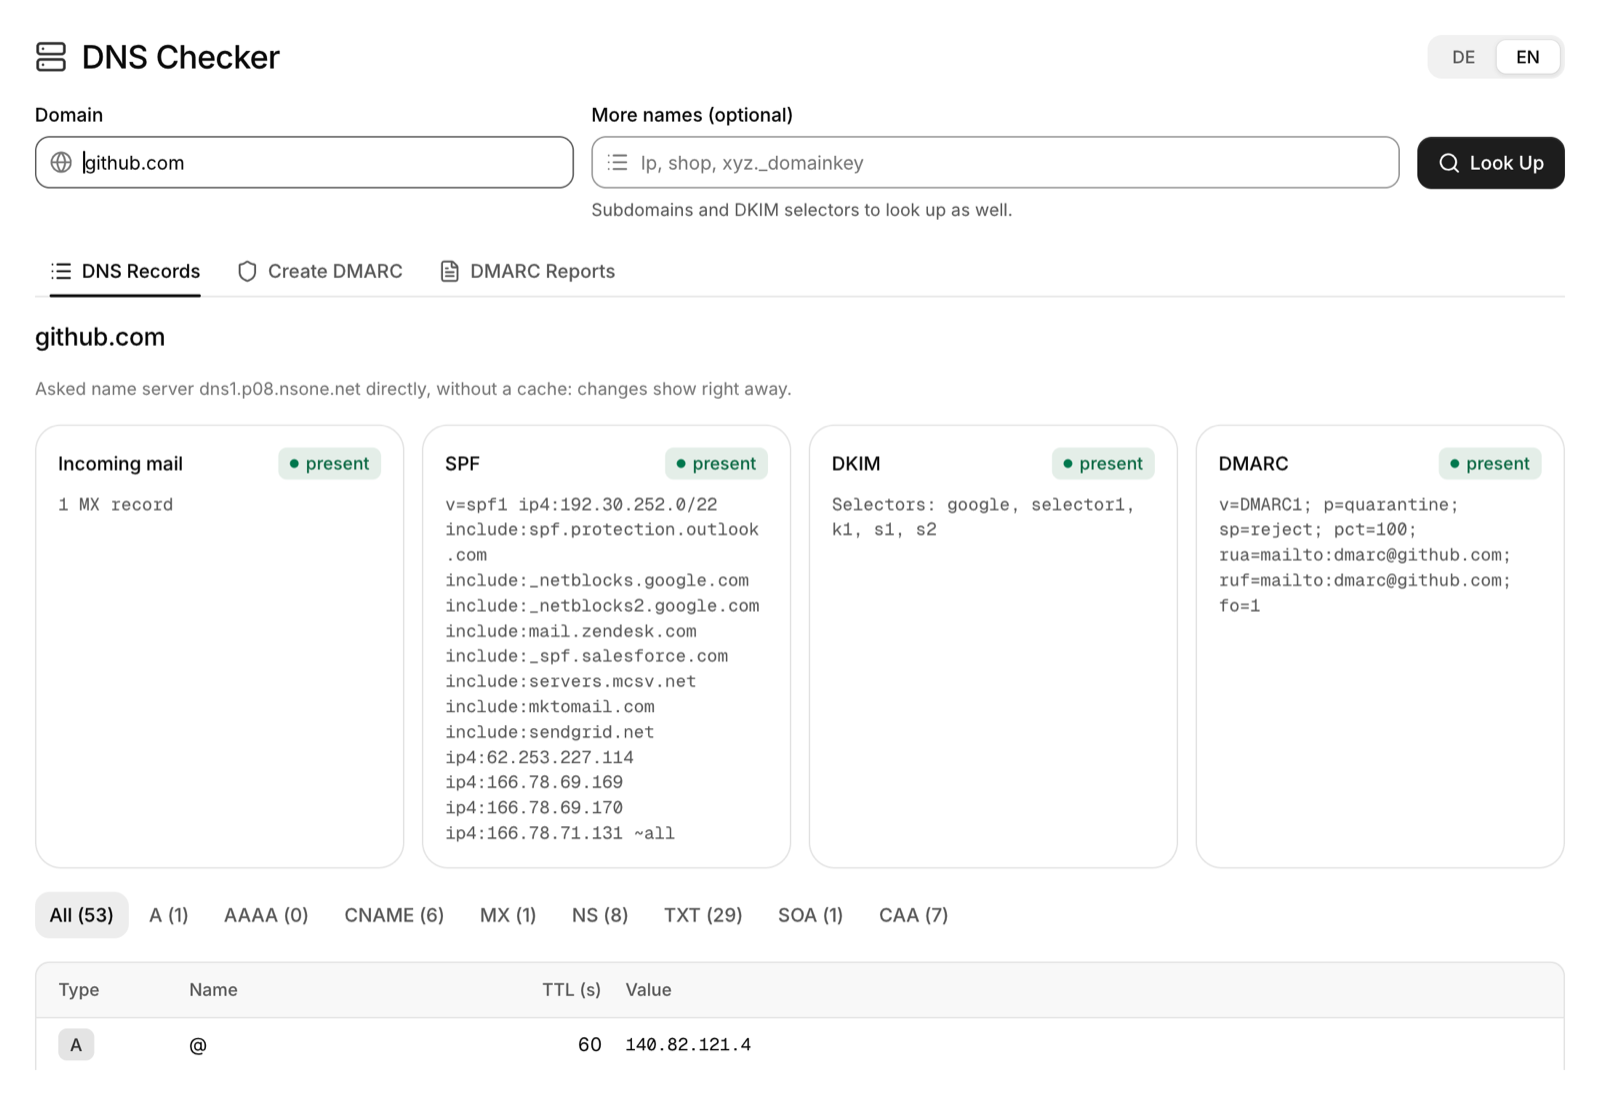 DNS Checker
DE EN
Domain
github.com
More names (optional)
lp, shop, xyz._domainkey
Look Up
Subdomains and DKIM selectors to look up as well.
DNS Records Create DMARC DMARC Reports
github.com
Asked name server dns1.p08.nsone.net directly, without a cache: changes show right away.
Incoming mail present
1 MX record
SPF present
v=spf1 ip4:192.30.252.0/22
include:spf.protection.outlook
.com
include:_netblocks.google.com
include:_netblocks2.google.com
include:mail.zendesk.com
include:_spf.salesforce.com
include:servers.mcsv.net
include:mktomail.com
include:sendgrid.net
ip4:62.253.227.114
ip4:166.78.69.169
ip4:166.78.69.170
ip4:166.78.71.131 ~all
DKIM present
Selectors: google, selector1,
k1, s1, s2
DMARC present
v=DMARC1; p=quarantine;
sp=reject; pct=100;
rua=mailto:dmarc@github.com;
ruf=mailto:dmarc@github.com;
fo=1
All (53) A (1) AAAA (0) CNAME (6) MX (1) NS (8) TXT (29) SOA (1) CAA (7)
Type Name TTL (s) Value
A @ 60 140.82.121.4